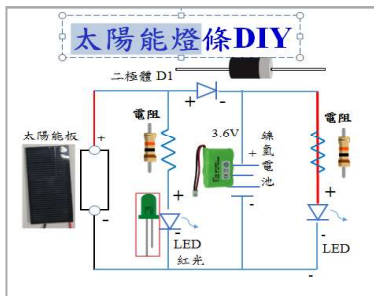 太陽能燈條DIY
二極體 D1
+ -
太陽能板
+
-
電阻
+
-
LED
紅光
3.6V
鎳氫電池
+
-
電阻
+
-
LED
-